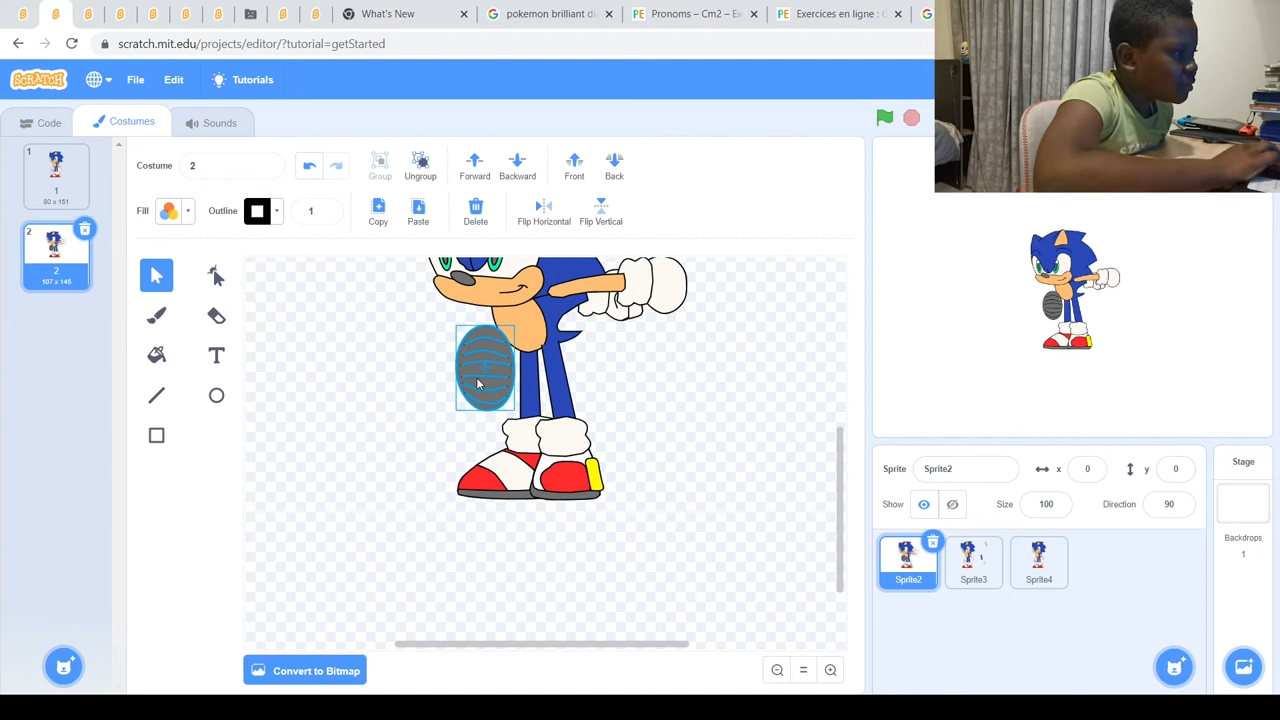 What's New
pokemon brilliant di
Pronoms – Cm2 – Ex
Exercices en ligne : C
scratch.mit.edu/projects/editor/?tutorial=getStarted
SCRATCH
File
Edit
Tutorials
Code
Costumes
Sounds
Costume
2
Group
Ungroup
Forward
Backward
Front
Back
Fill
Outline
1
Copy
Paste
Delete
Flip Horizontal
Flip Vertical
1
1
80 x 151
2
2
107 x 145
T
Convert to Bitmap
Sprite
Sprite2
x
0
y
0
Show
Size
100
Direction
90
Sprite2
Sprite3
Sprite4
Stage
Backdrops
1